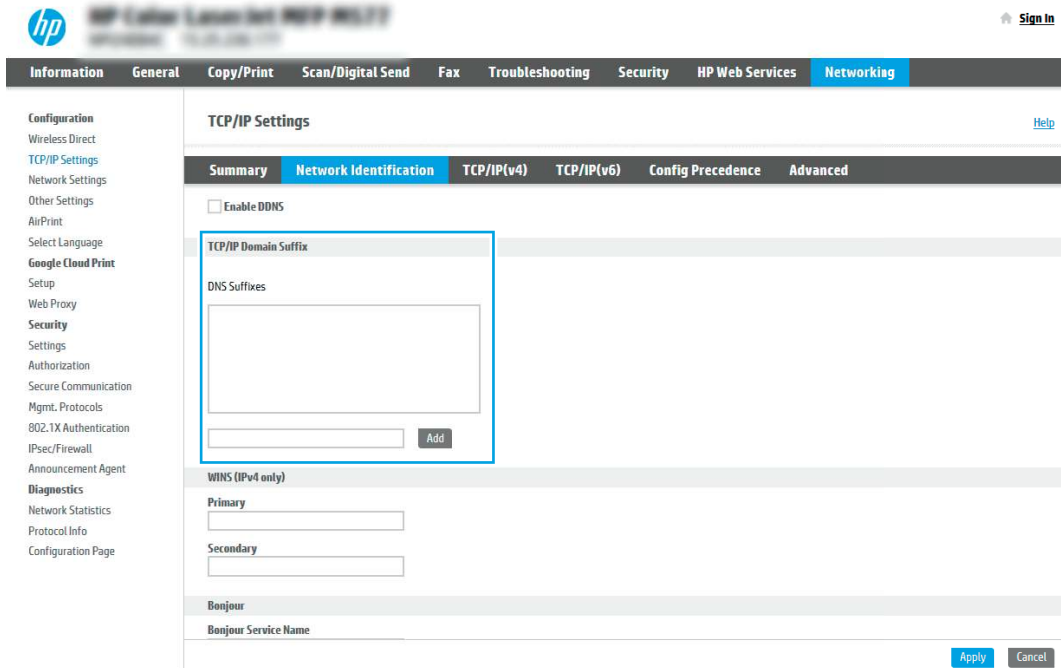 hp
Sign In
Information General Copy/Print Scan/Digital Send Fax Troubleshooting Security HP Web Services Networking
Configuration
Wireless Direct
TCP/IP Settings
Network Settings
Other Settings
AirPrint
Select Language
Google Cloud Print
Setup
Web Proxy
Security
Settings
Authorization
Secure Communication
Mgmt. Protocols
802.1X Authentication
IPsec/Firewall
Announcement Agent
Diagnostics
Network Statistics
Protocol Info
Configuration Page
TCP/IP Settings
Help
Summary Network Identification TCP/IP(v4) TCP/IP(v6) Config Precedence Advanced
Enable DDNS
TCP/IP Domain Suffix
DNS Suffixes
Add
WINS (IPv4 only)
Primary
Secondary
Bonjour
Bonjour Service Name
Apply Cancel